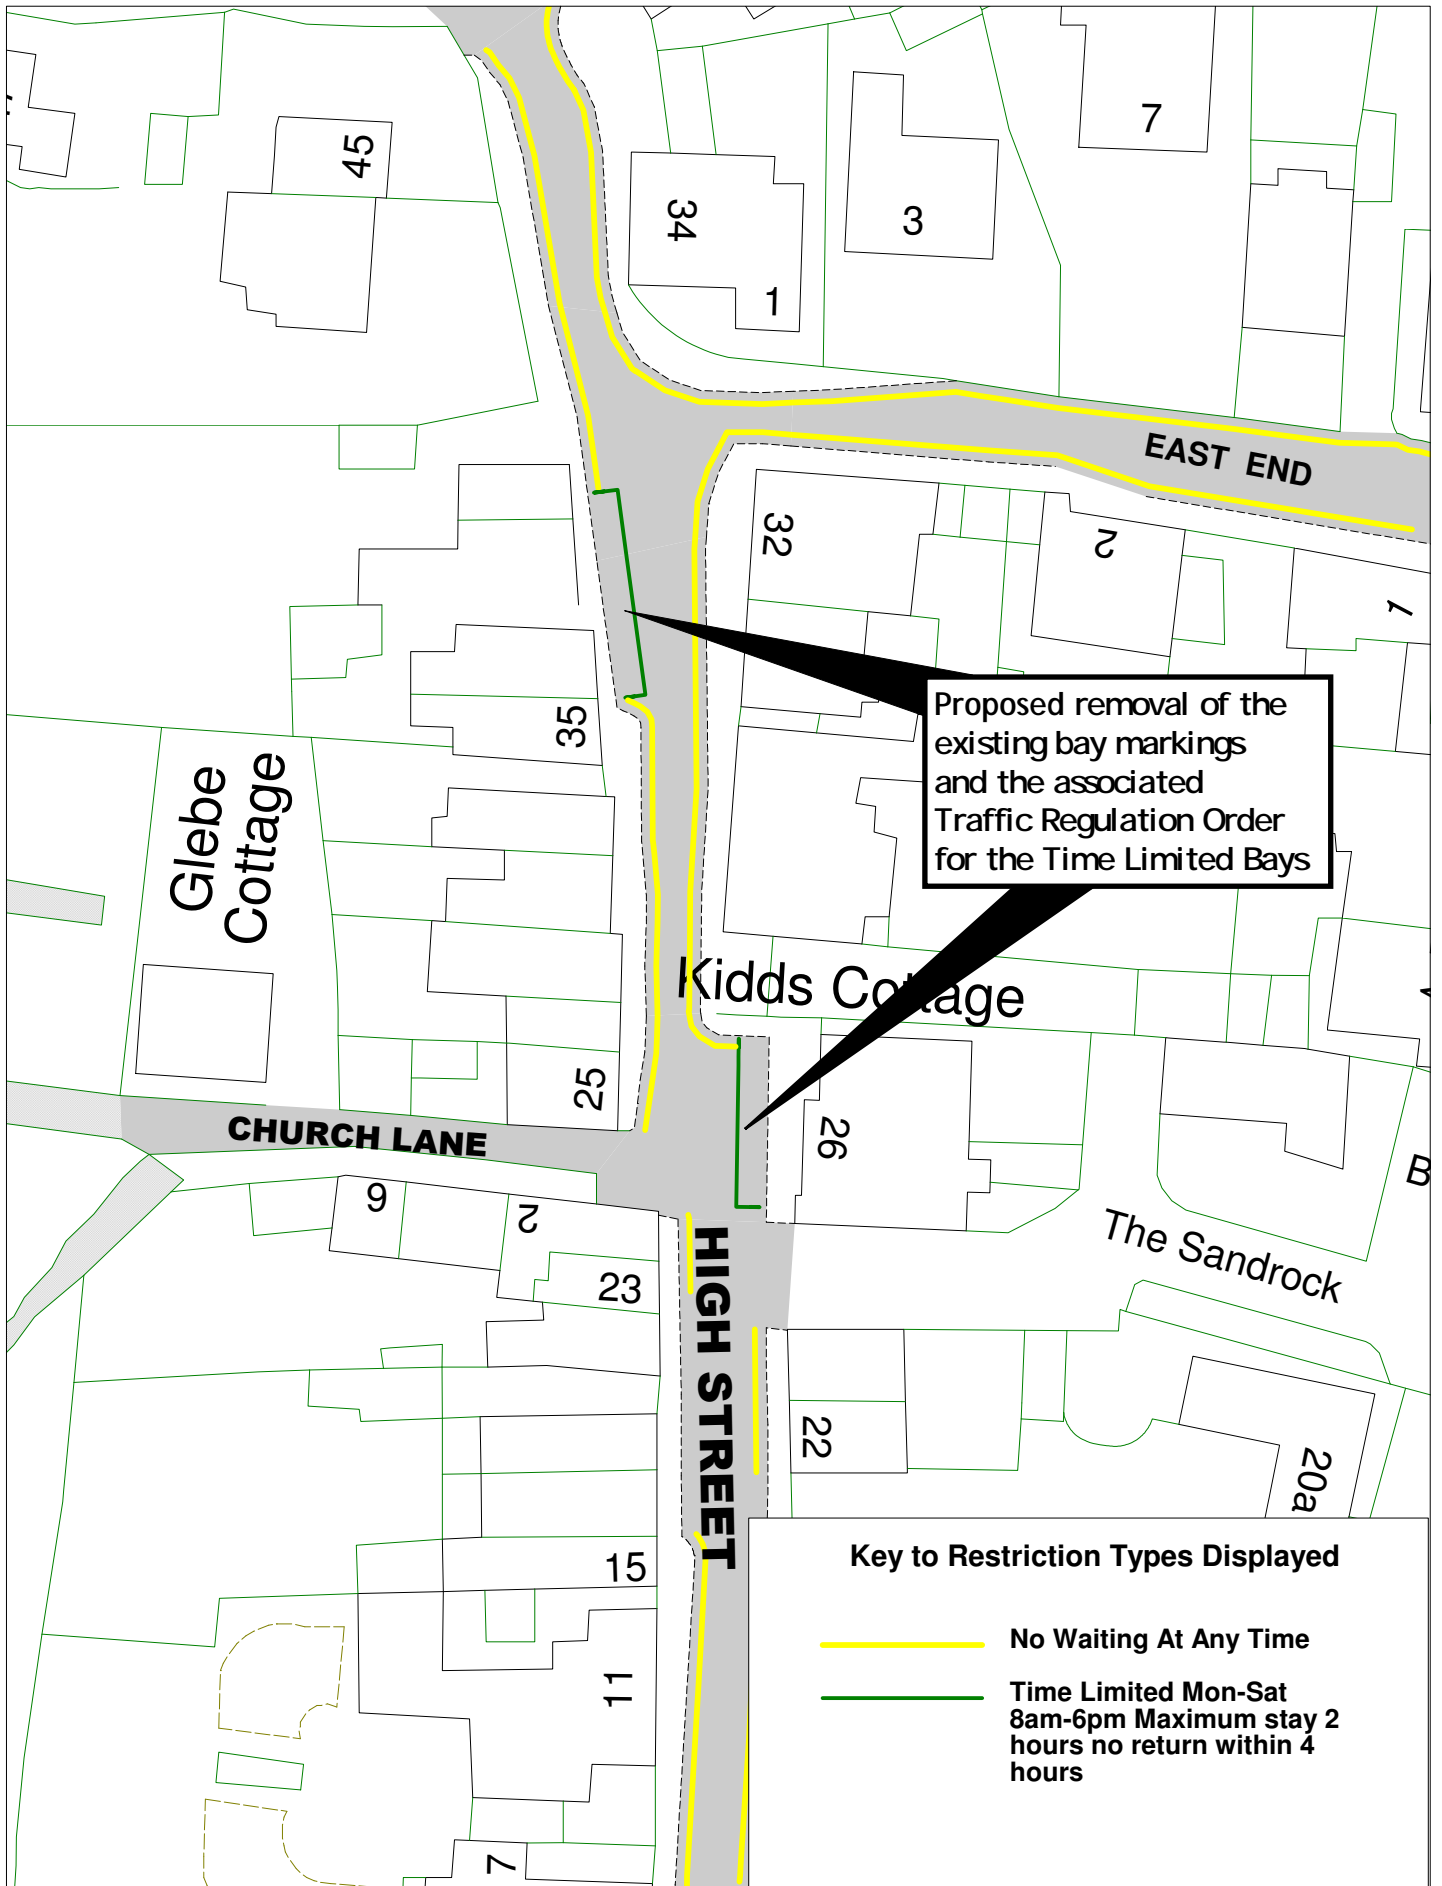 7
45
34
3
1
EAST END
32
2
1
Proposed removal of the
existing bay markings
and the associated
Traffic Regulation Order
for the Time Limited Bays
35
Glebe
Cottage
Kidds Cottage
25
26
CHURCH LANE
9
2
The Sandrock
23
HIGH STREET
22
20a
15
11
7
Key to Restriction Types Displayed
No Waiting At Any Time
Time Limited Mon-Sat
8am-6pm Maximum stay 2
hours no return within 4
hours